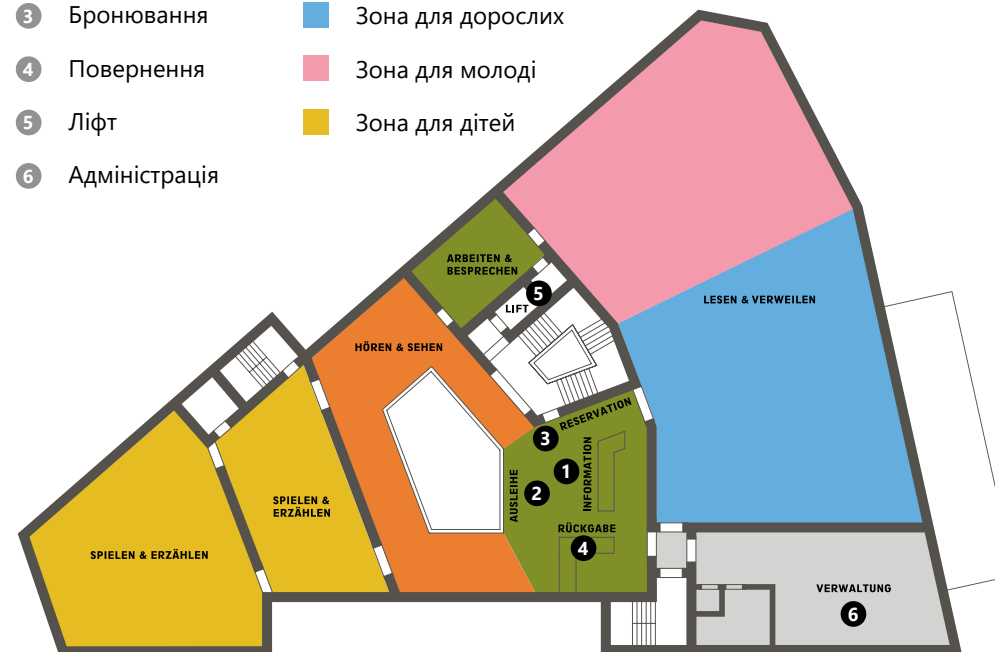 3 Бронювання
Зона для дорослих
4 Повернення
Зона для молоді
5 Ліфт
Зона для дітей
6 Адміністрація
ARBEITEN &
BESPRECHEN
5
LIFT
LESEN & VERWEILEN
HÖREN & SEHEN
RESERVATION
3
1
INFORMATION
2
AUSLEIHE
SPIELEN &
ERZÄHLEN
RÜCKGABE
4
SPIELEN & ERZÄHLEN
VERWALTUNG
6